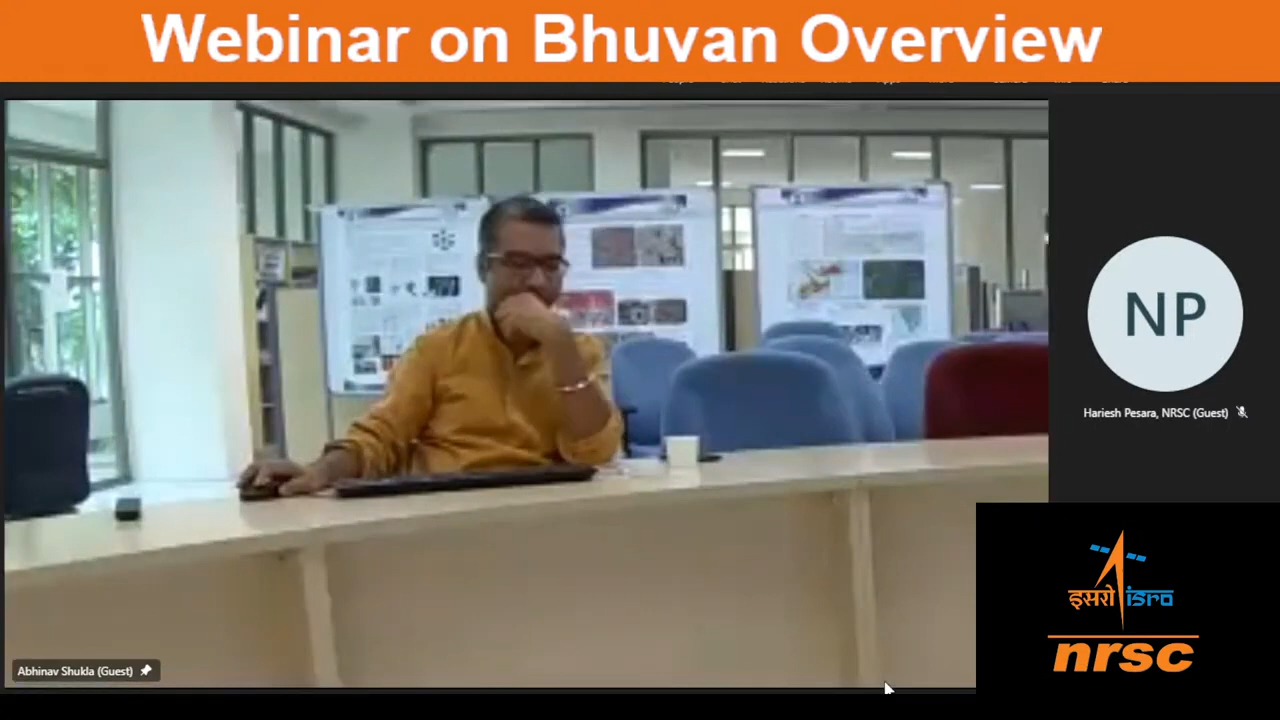 Webinar on Bhuvan Overview
NP
Hariesh Pesara, NRSC (Guest)
इसरो isro
nrsc
Abhinav Shukla (Guest)